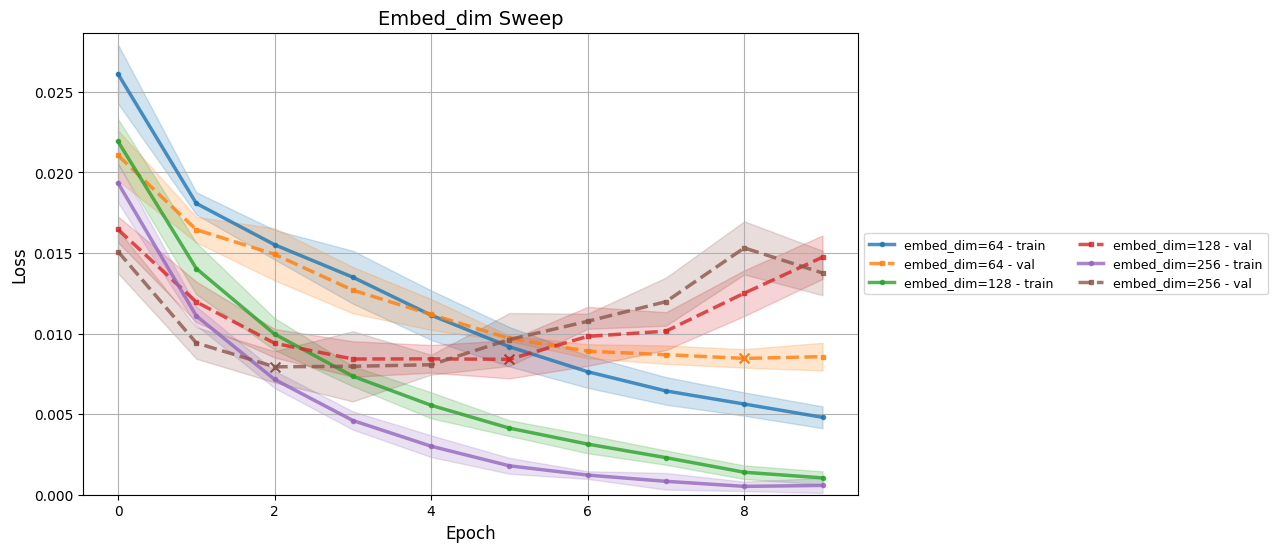 Embed_dim Sweep
Loss
0.025
0.020
0.015
0.010
0.005
0.000
0 2 4 6 8
Epoch
embed_dim=64 - train
embed_dim=64 - val
embed_dim=128 - train
embed_dim=128 - val
embed_dim=256 - train
embed_dim=256 - val